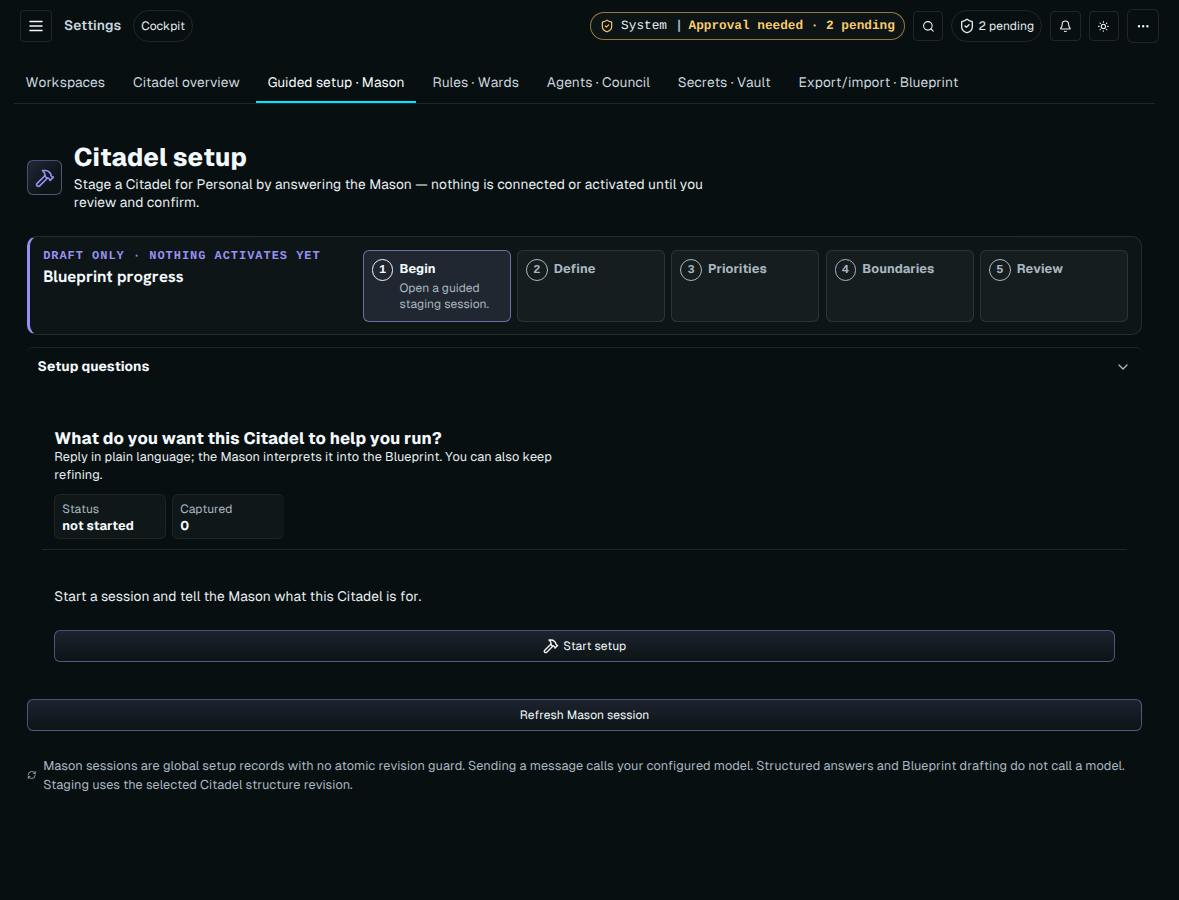 Settings Cockpit System | Approval needed · 2 pending 2 pending
Workspaces Citadel overview Guided setup · Mason Rules · Wards Agents · Council Secrets · Vault Export/import · Blueprint
Citadel setup
Stage a Citadel for Personal by answering the Mason — nothing is connected or activated until you
review and confirm.
DRAFT ONLY · NOTHING ACTIVATES YET
Blueprint progress
1 Begin
Open a guided
staging session.
2 Define
3 Priorities
4 Boundaries
5 Review
Setup questions
What do you want this Citadel to help you run?
Reply in plain language; the Mason interprets it into the Blueprint. You can also keep
refining.
Status
not started
Captured
0
Start a session and tell the Mason what this Citadel is for.
Start setup
Refresh Mason session
Mason sessions are global setup records with no atomic revision guard. Sending a message calls your configured model. Structured answers and Blueprint drafting do not call a model.
Staging uses the selected Citadel structure revision.